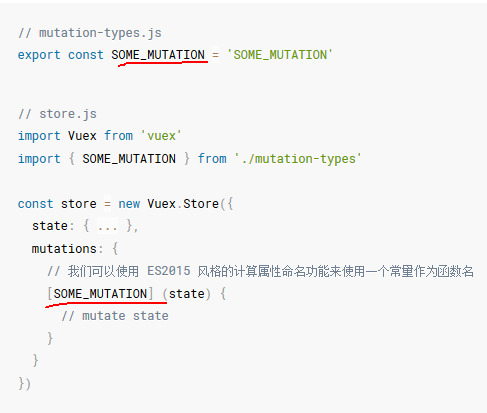 // mutation-types.js
export const SOME_MUTATION = 'SOME_MUTATION'
// store.js
import Vuex from 'vuex'
import { SOME_MUTATION } from './mutation-types'
const store = new Vuex.Store({
state: { ... },
mutations: {
// 我们可以使用 ES2015 风格的计算属性命名功能来使用一个常量作为函数名
[SOME_MUTATION] (state) {
// mutate state
}
}
})